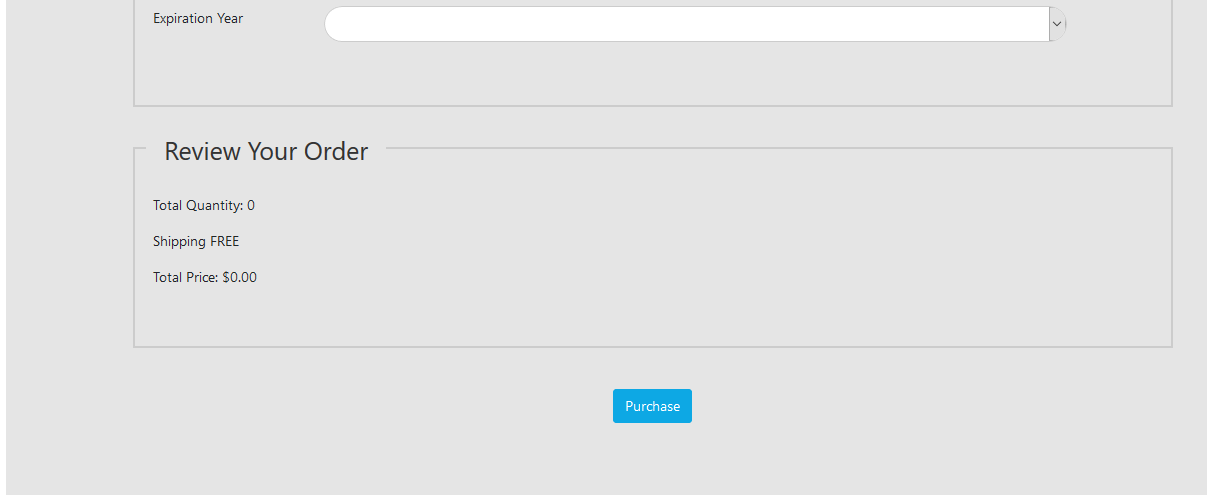 Expiration Year
Review Your Order
Total Quantity: 0
Shipping FREE
Total Price: $0.00
Purchase